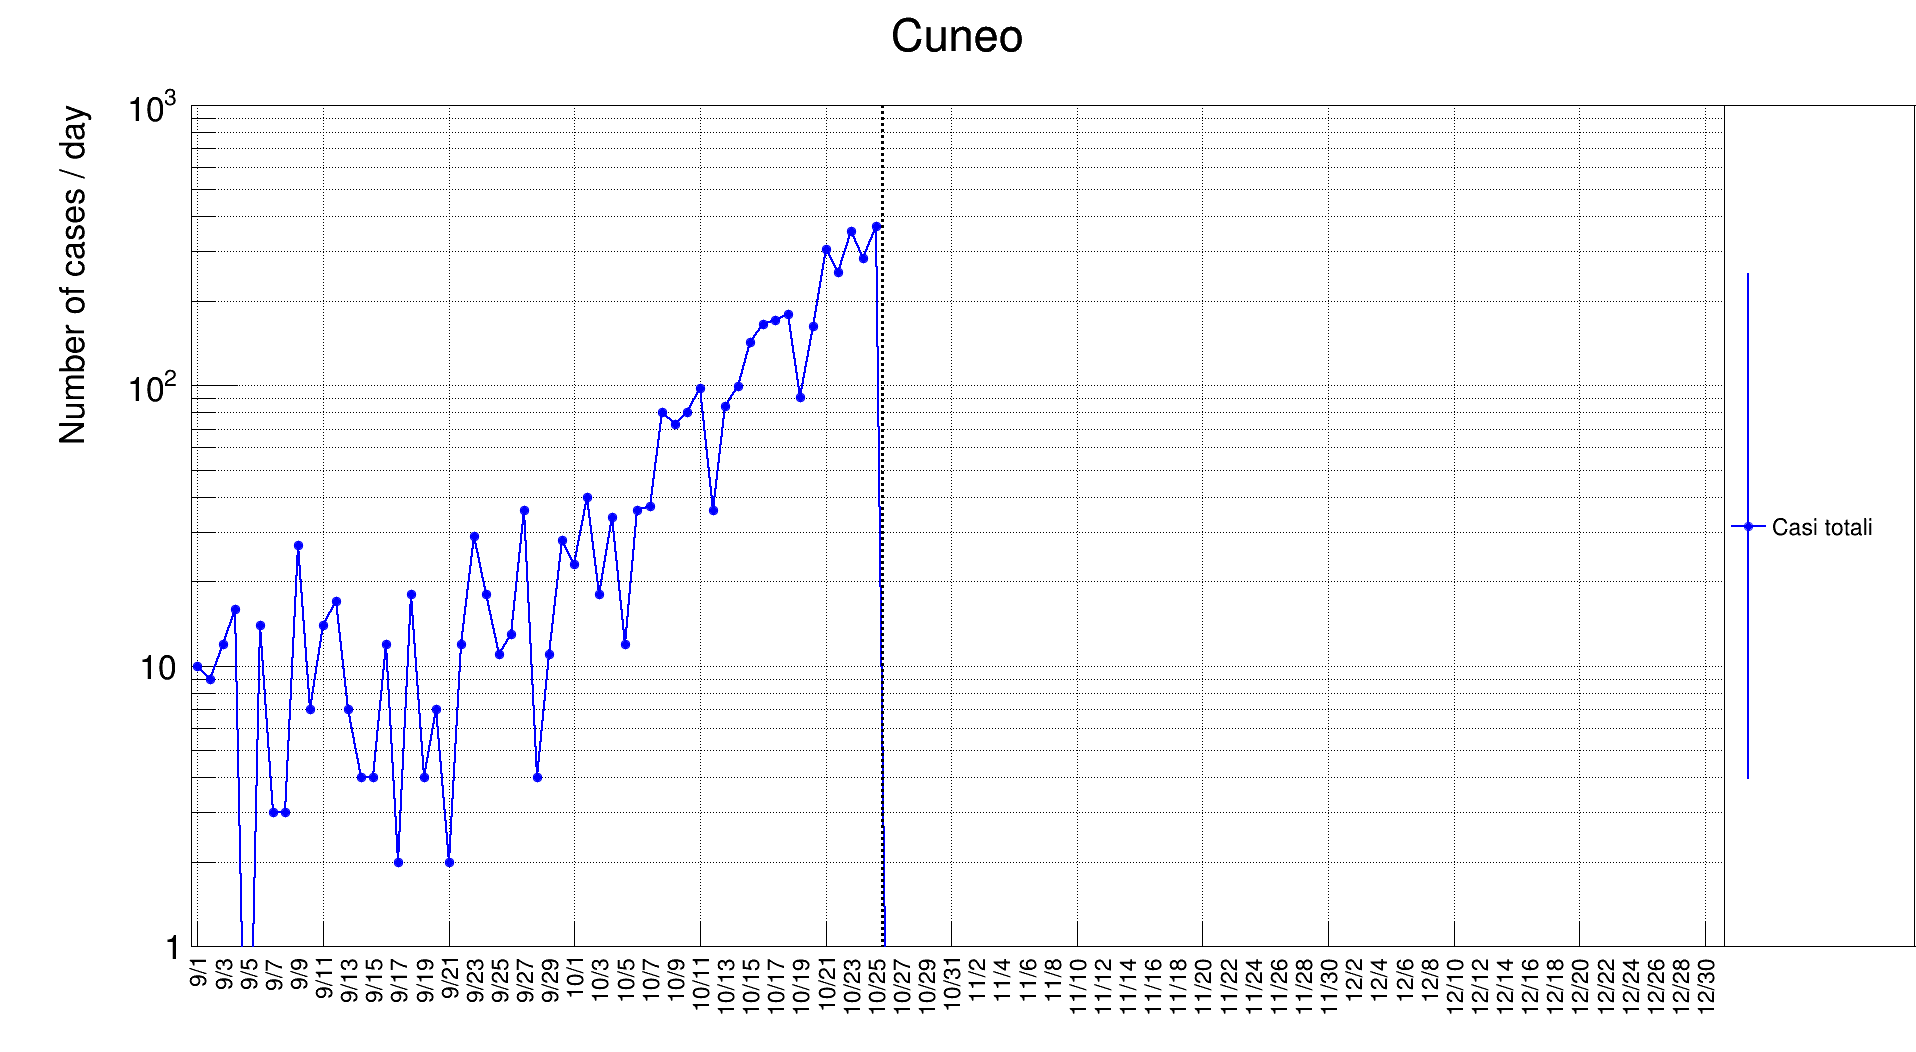 Cuneo
Number of cases / day
10³
10²
10
1
9/1 9/3 9/5 9/7 9/9 9/11 9/13 9/15 9/17 9/19 9/21 9/23 9/25 9/27 9/29 10/1 10/3 10/5 10/7 10/9 10/11 10/13 10/15 10/17 10/19 10/21 10/23 10/25 10/27 10/29 10/31 11/2 11/4 11/6 11/8 11/10 11/12 11/14 11/16 11/18 11/20 11/22 11/24 11/26 11/28 11/30 12/2 12/4 12/6 12/8 12/10 12/12 12/14 12/16 12/18 12/20 12/22 12/24 12/26 12/28 12/30
Casi totali